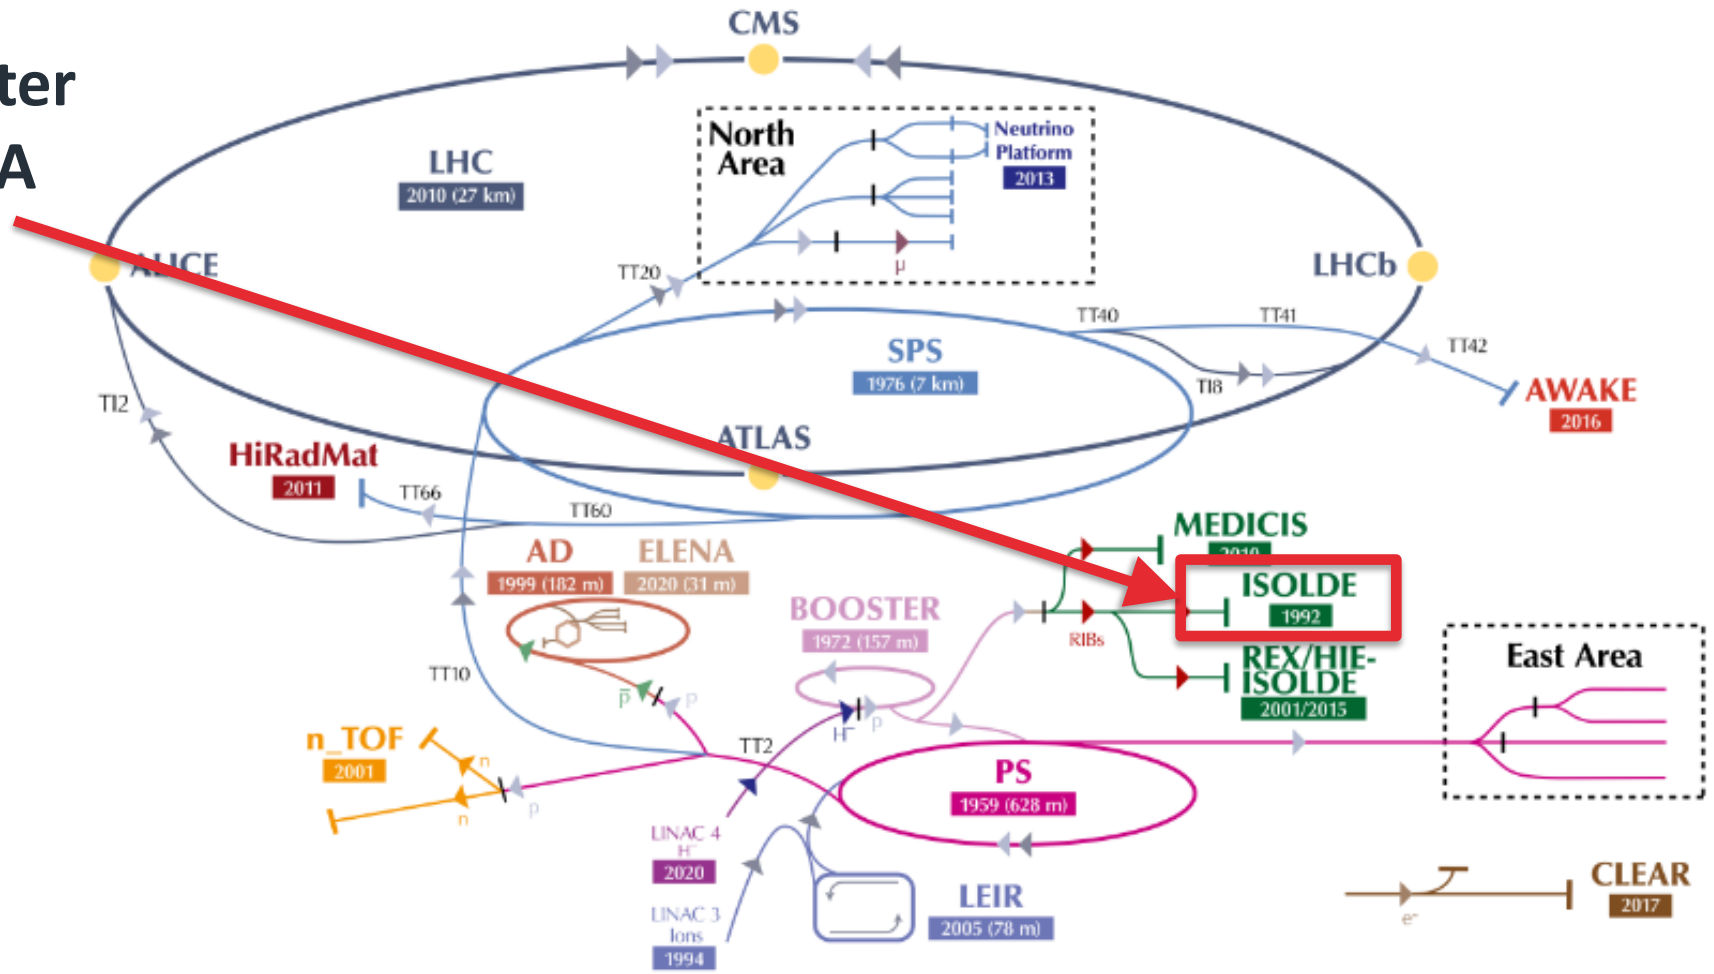 CMS
ter
A
North
Area
Neutrino
Platform
2013
LHC
2010 (27 km)
μ
ALICE
LHCb
TT20
TT40
TT41
TT42
SPS
1976 (7 km)
TI8
AWAKE
2016
TI2
ATLAS
HiRadMat
2011
TT66
TT60
MEDICIS
AD
1999 (182 m)
ELENA
2020 (31 m)
ISOLDE
1992
BOOSTER
1972 (157 m)
RIBs
REX/HIE-
ISOLDE
2001/2015
East Area
TT10
p̅
p
H⁻
p
n_TOF
2001
n
n
p
TT2
PS
1959 (628 m)
LINAC 4
H⁻
2020
LINAC 3
Ions
1994
LEIR
2005 (78 m)
CLEAR
2017
e⁻